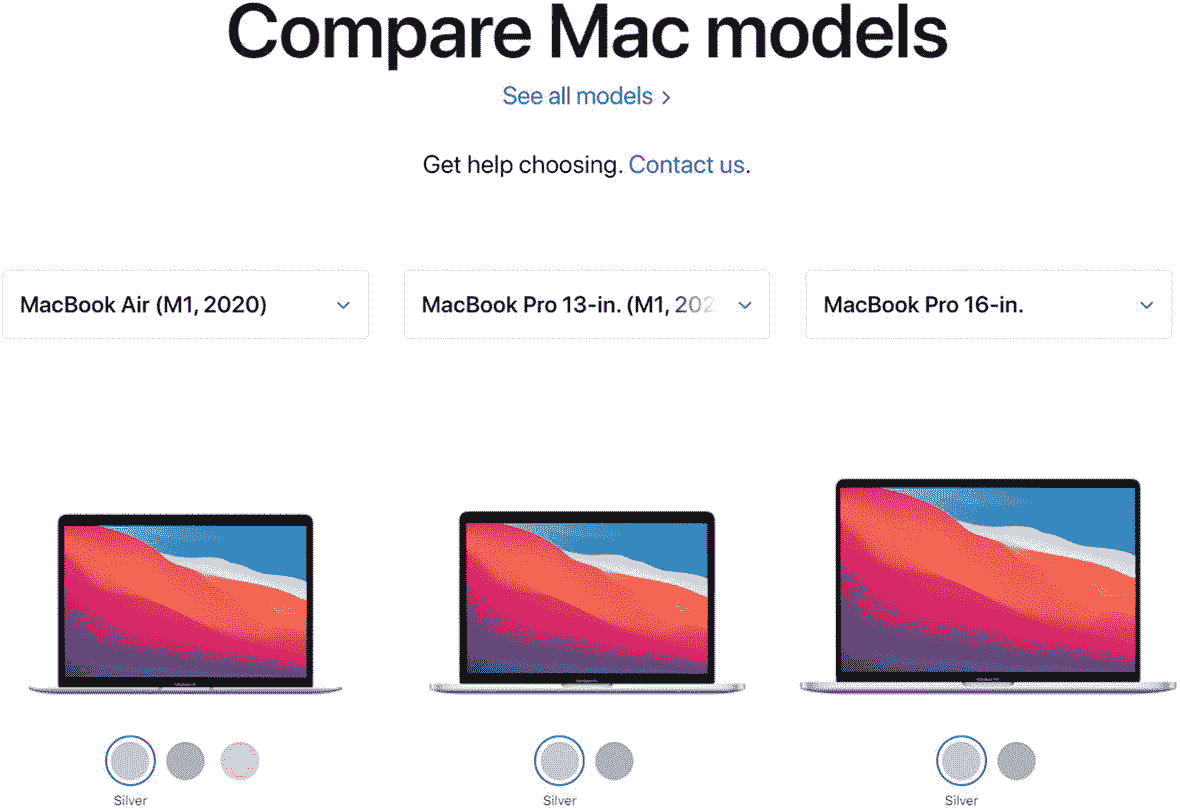 Compare Mac models
See all models >
Get help choosing. Contact us.
MacBook Air (M1, 2020)
MacBook Pro 13-in. (M1, 202
MacBook Pro 16-in.
Silver
Silver
Silver